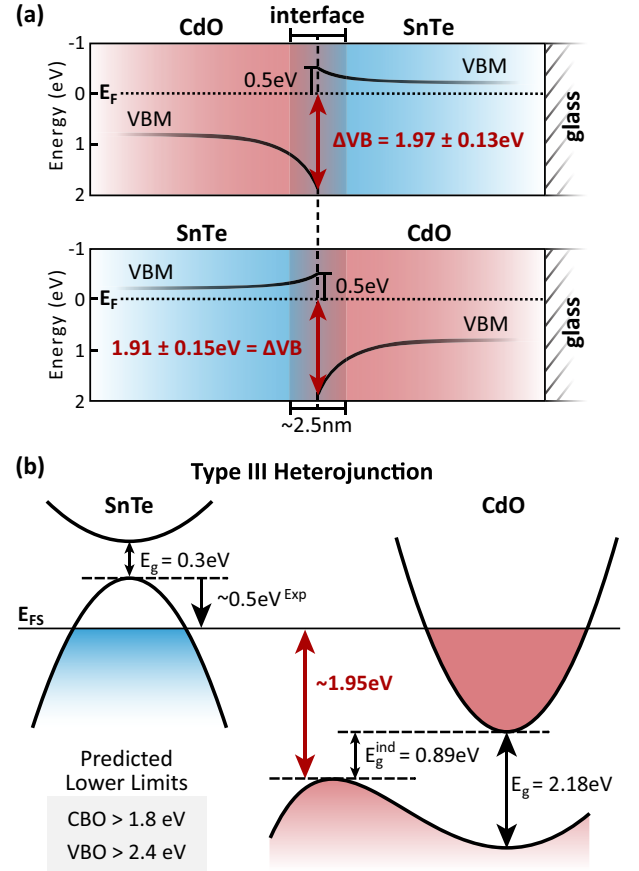 (a)
interface
CdO
SnTe
-1
0
1
2
Energy (eV)
E_F
VBM
0.5eV
VBM
ΔVB = 1.97 ± 0.13eV
glass
SnTe
CdO
-1
0
1
2
Energy (eV)
E_F
VBM
0.5eV
VBM
1.91 ± 0.15eV = ΔVB
glass
~2.5nm
(b)
Type III Heterojunction
SnTe
CdO
E_g = 0.3eV
~0.5eV^Exp
E_FS
~1.95eV
E_g^ind = 0.89eV
E_g = 2.18eV
Predicted
Lower Limits
CBO > 1.8 eV
VBO > 2.4 eV